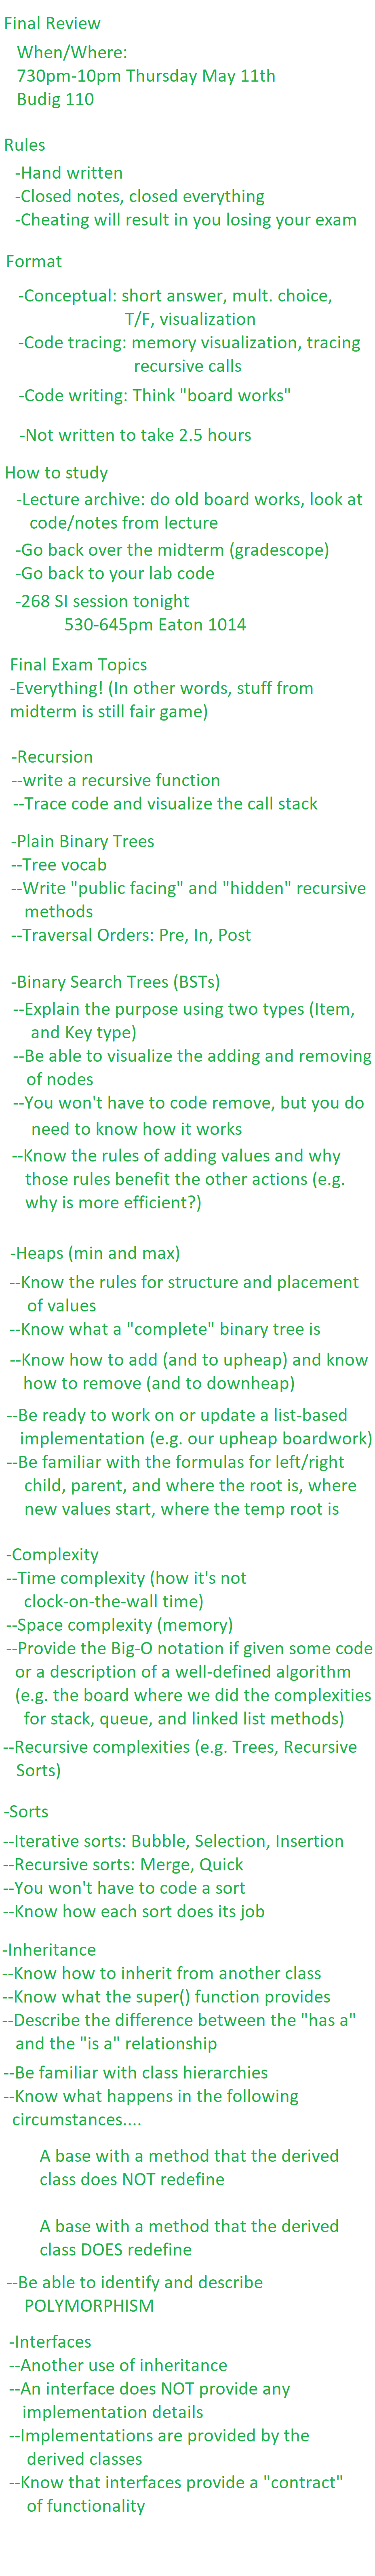 Final Review
When/Where:
730pm-10pm Thursday May 11th
Budig 110
Rules
-Hand written
-Closed notes, closed everything
-Cheating will result in you losing your exam
Format
-Conceptual: short answer, mult. choice,
T/F, visualization
-Code tracing: memory visualization, tracing
recursive calls
-Code writing: Think "board works"
-Not written to take 2.5 hours
How to study
-Lecture archive: do old board works, look at
code/notes from lecture
-Go back over the midterm (gradescope)
-Go back to your lab code
-268 SI session tonight
530-645pm Eaton 1014
Final Exam Topics
-Everything! (In other words, stuff from
midterm is still fair game)
-Recursion
--write a recursive function
--Trace code and visualize the call stack
-Plain Binary Trees
--Tree vocab
--Write "public facing" and "hidden" recursive
methods
--Traversal Orders: Pre, In, Post
-Binary Search Trees (BSTs)
--Explain the purpose using two types (Item,
and Key type)
--Be able to visualize the adding and removing
of nodes
--You won't have to code remove, but you do
need to know how it works
--Know the rules of adding values and why
those rules benefit the other actions (e.g.
why is more efficient?)
-Heaps (min and max)
--Know the rules for structure and placement
of values
--Know what a "complete" binary tree is
--Know how to add (and to upheap) and know
how to remove (and to downheap)
--Be ready to work on or update a list-based
implementation (e.g. our upheap boardwork)
--Be familiar with the formulas for left/right
child, parent, and where the root is, where
new values start, where the temp root is
-Complexity
--Time complexity (how it's not
clock-on-the-wall time)
--Space complexity (memory)
--Provide the Big-O notation if given some code
or a description of a well-defined algorithm
(e.g. the board where we did the complexities
for stack, queue, and linked list methods)
--Recursive complexities (e.g. Trees, Recursive
Sorts)
-Sorts
--Iterative sorts: Bubble, Selection, Insertion
--Recursive sorts: Merge, Quick
--You won't have to code a sort
--Know how each sort does its job
-Inheritance
--Know how to inherit from another class
--Know what the super() function provides
--Describe the difference between the "has a"
and the "is a" relationship
--Be familiar with class hierarchies
--Know what happens in the following
circumstances....
A base with a method that the derived
class does NOT redefine
A base with a method that the derived
class DOES redefine
--Be able to identify and describe
POLYMORPHISM
-Interfaces
--Another use of inheritance
--An interface does NOT provide any
implementation details
--Implementations are provided by the
derived classes
--Know that interfaces provide a "contract"
of functionality